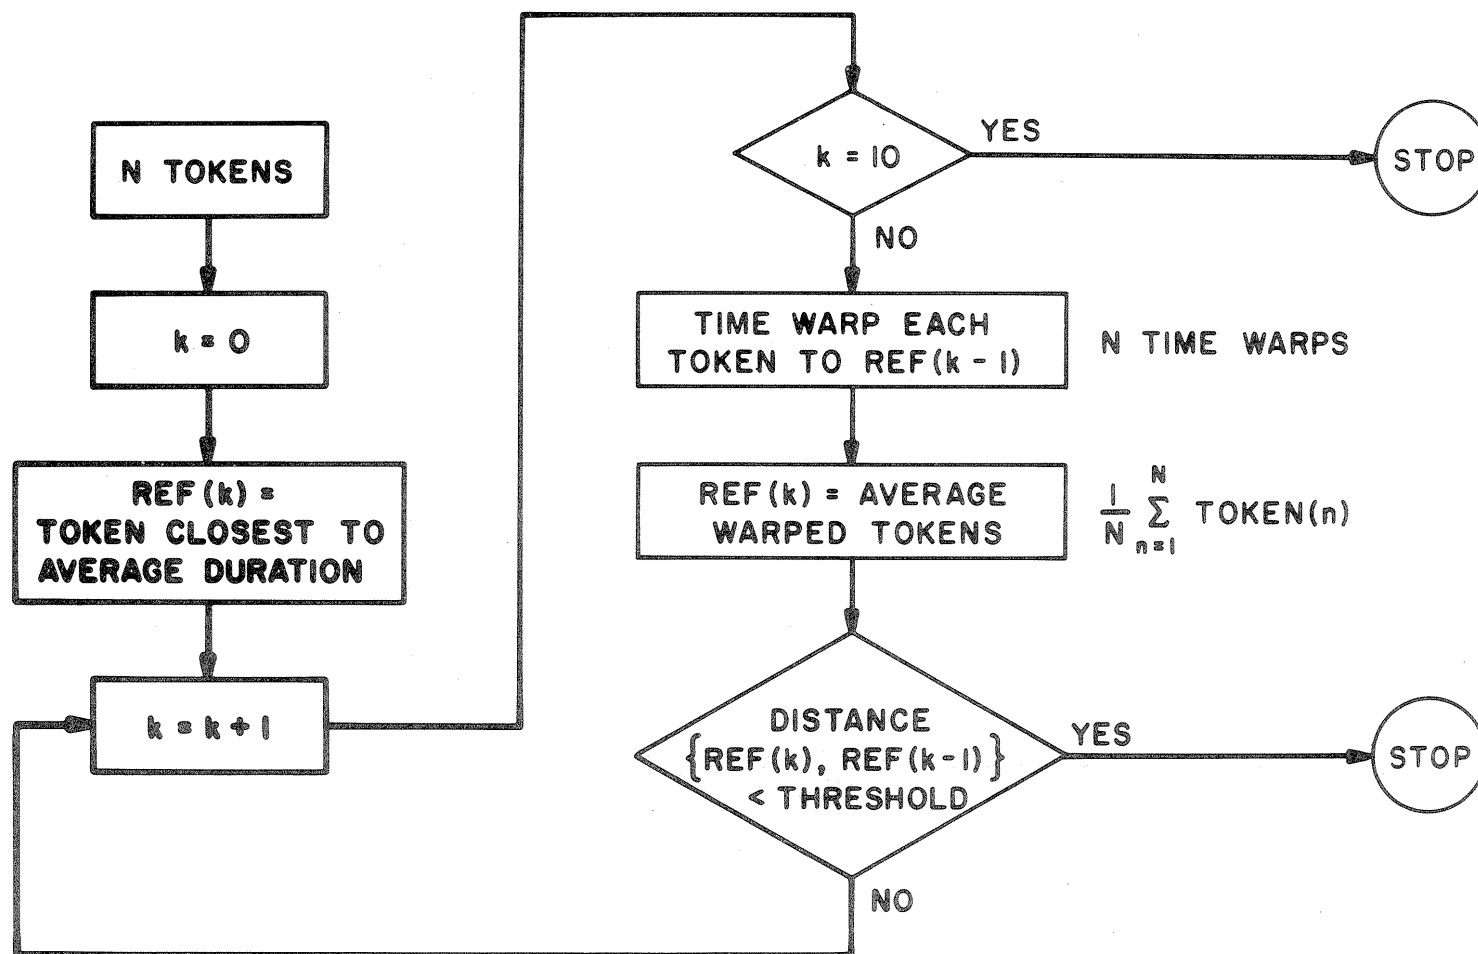 N TOKENS
k = 0
REF(k) =
TOKEN CLOSEST TO
AVERAGE DURATION
k = k + 1
k = 10
YES
STOP
NO
TIME WARP EACH
TOKEN TO REF(k - 1)
N TIME WARPS
REF(k) = AVERAGE
WARPED TOKENS
1/N N∑n=1 TOKEN(n)
DISTANCE
{REF(k), REF(k-1)}
< THRESHOLD
YES
STOP
NO